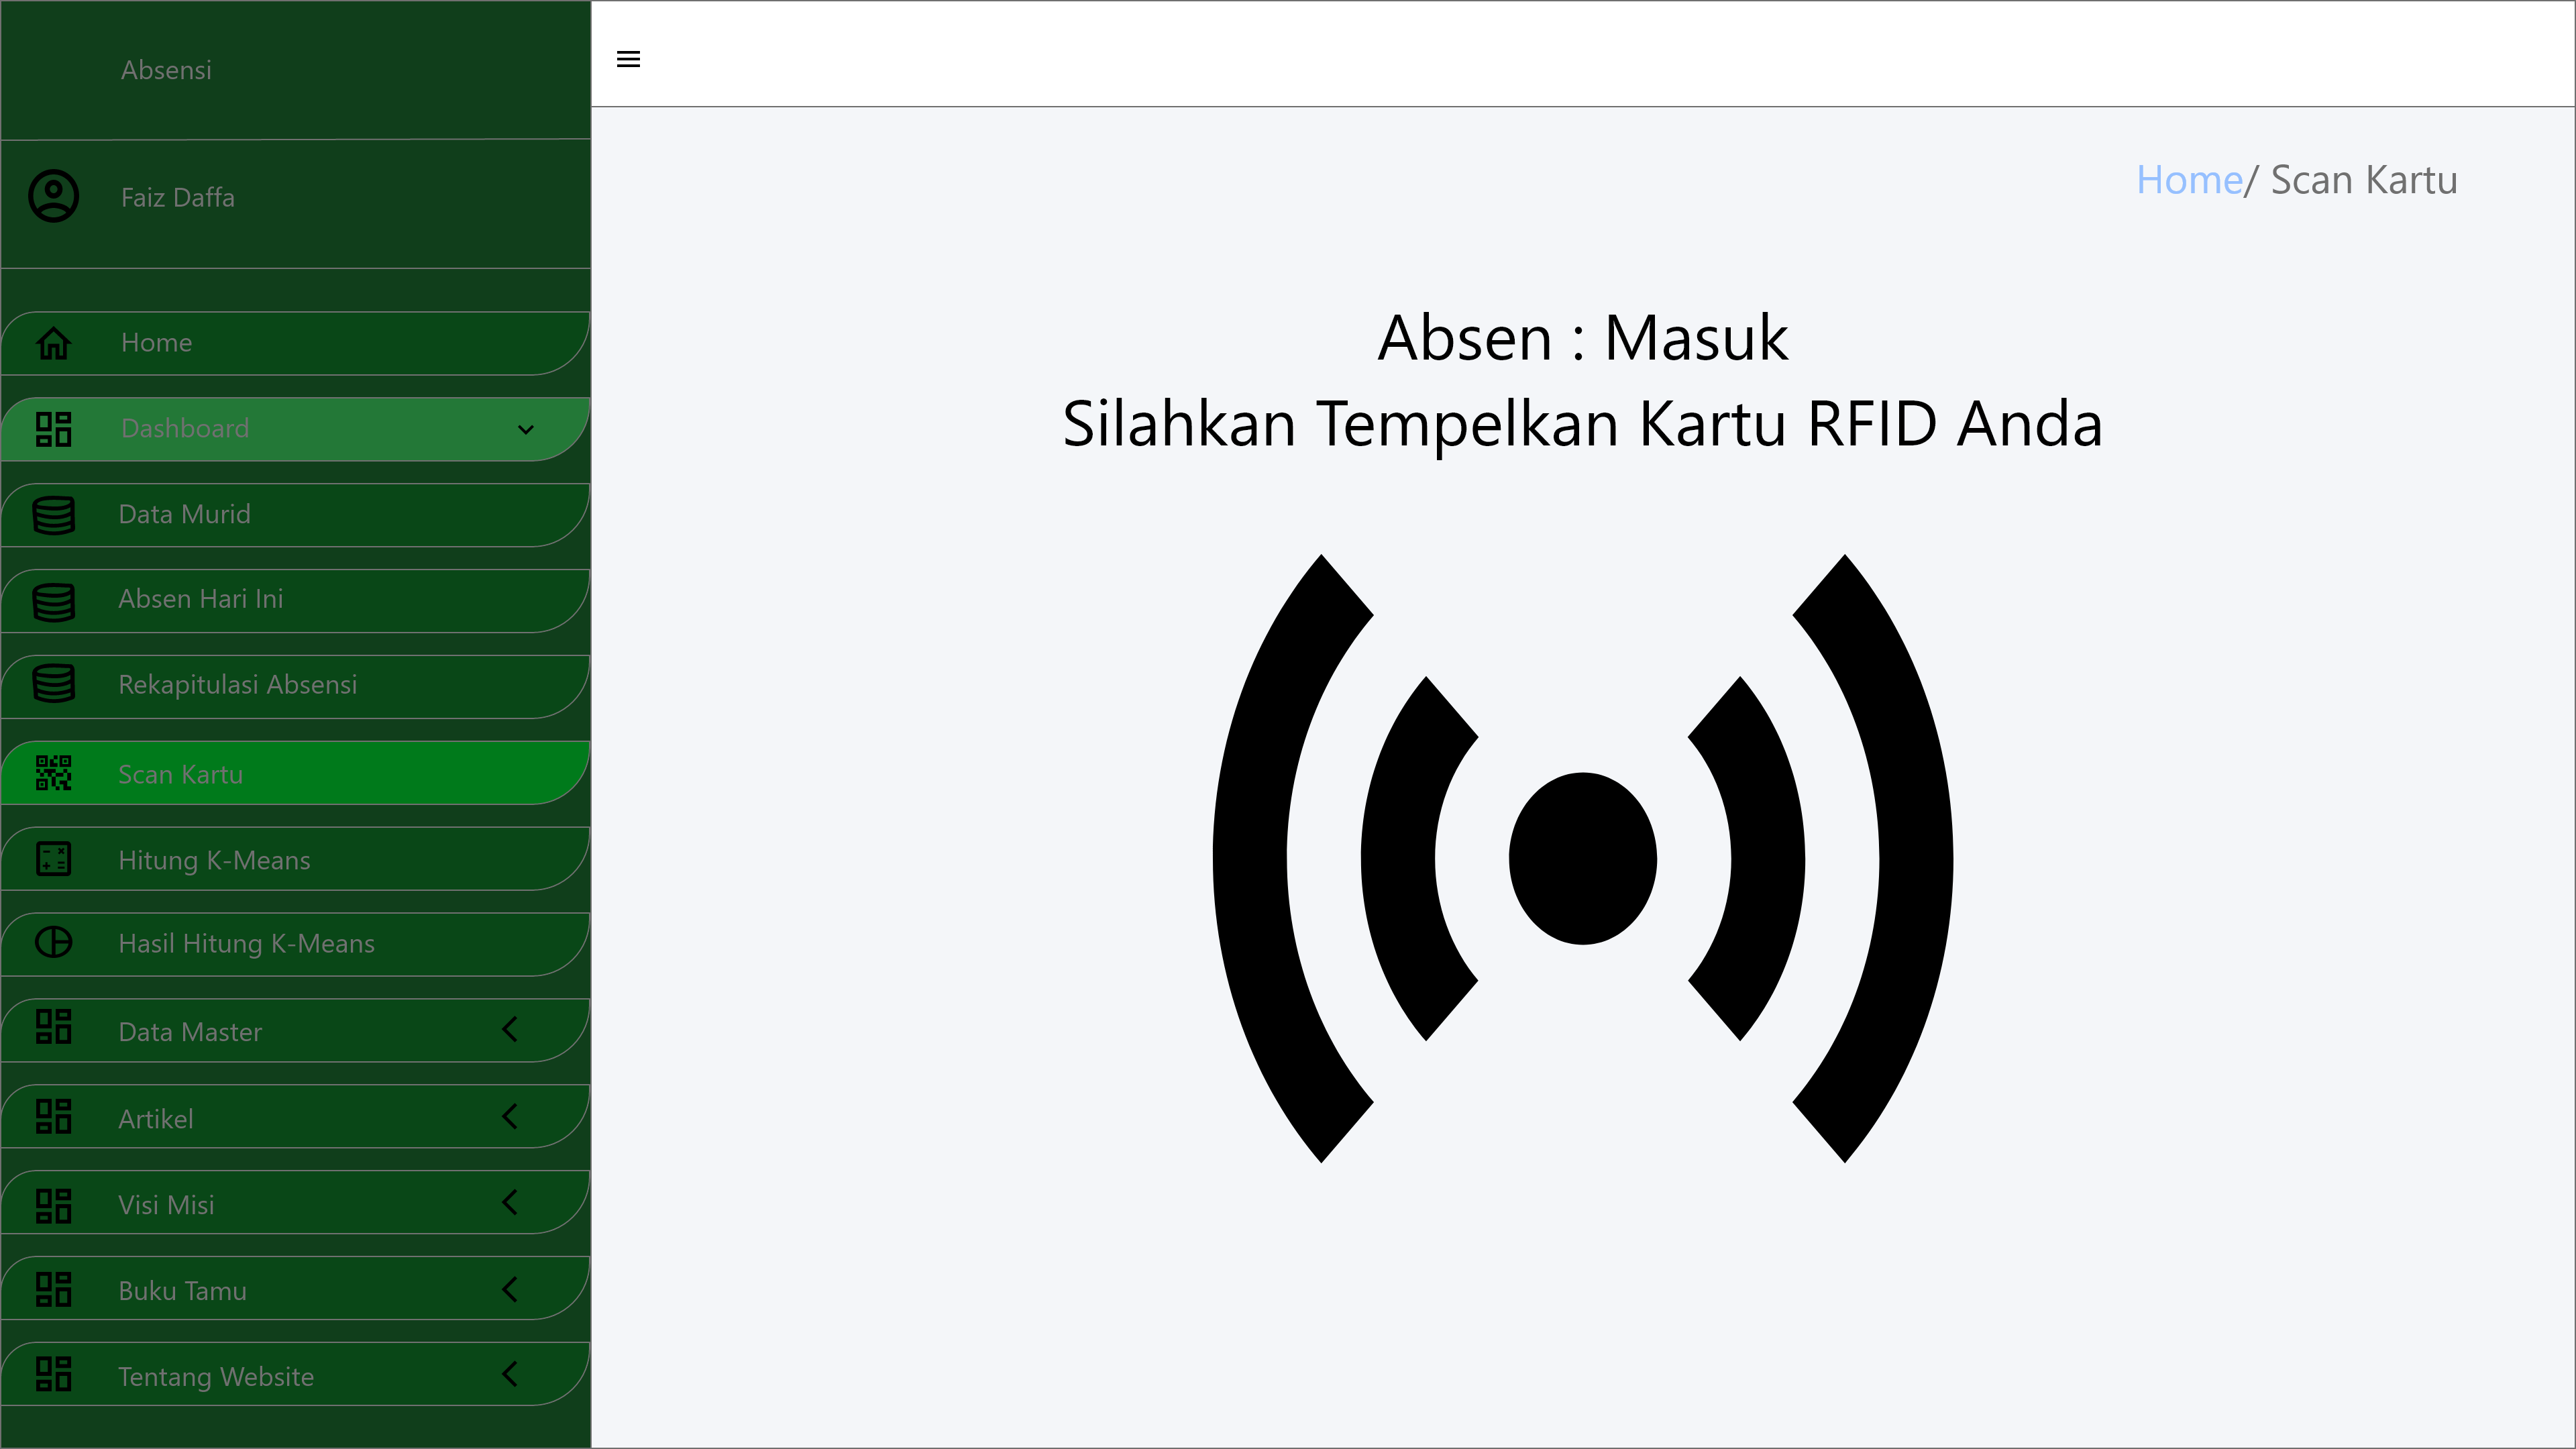 Absensi
Faiz Daffa
Home
Dashboard
Data Murid
Absen Hari Ini
Rekapitulasi Absensi
Scan Kartu
Hitung K-Means
Hasil Hitung K-Means
Data Master
Artikel
Visi Misi
Buku Tamu
Tentang Website
Home/ Scan Kartu
Absen : Masuk
Silahkan Tempelkan Kartu RFID Anda